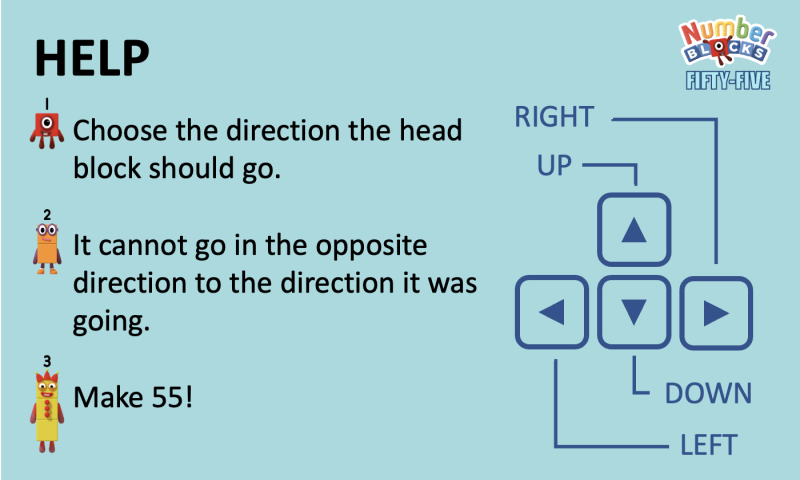 HELP
Number
BLOCKS
FIFTY-FIVE
1
Choose the direction the head
block should go.
2
It cannot go in the opposite
direction to the direction it was
going.
3
Make 55!
RIGHT
UP
DOWN
LEFT